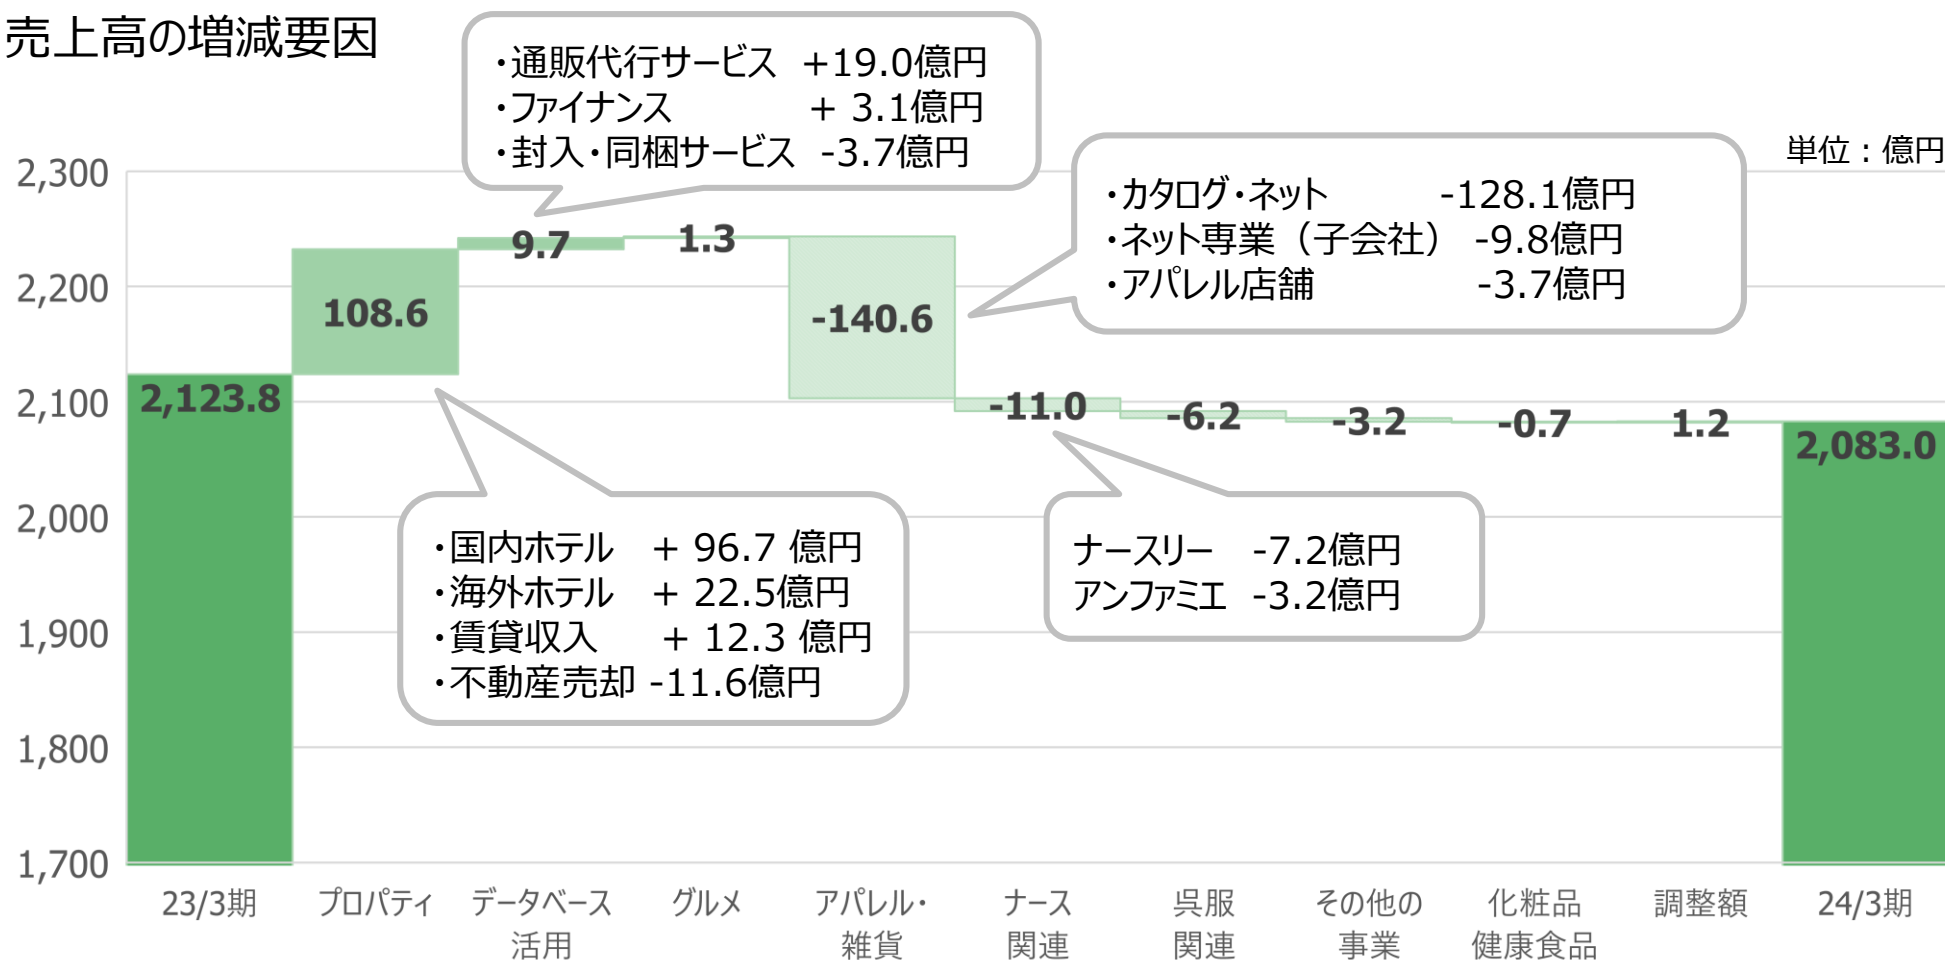 売上高の増減要因
・通販代行サービス +19.0億円
・ファイナンス + 3.1億円
・封入・同梱サービス -3.7億円
単位：億円
・カタログ・ネット -128.1億円
・ネット専業（子会社） -9.8億円
・アパレル店舗 -3.7億円
2,300
2,200
2,100
2,000
1,900
1,800
1,700
2,123.8
108.6
9.7
1.3
-140.6
-11.0
-6.2
-3.2
-0.7
1.2
2,083.0
・国内ホテル + 96.7 億円
・海外ホテル + 22.5億円
・賃貸収入 + 12.3 億円
・不動産売却 -11.6億円
ナースリー -7.2億円
アンファミエ -3.2億円
23/3期
プロパティ
データベース
活用
グルメ
アパレル・
雑貨
ナース
関連
呉服
関連
その他の
事業
化粧品
健康食品
調整額
24/3期